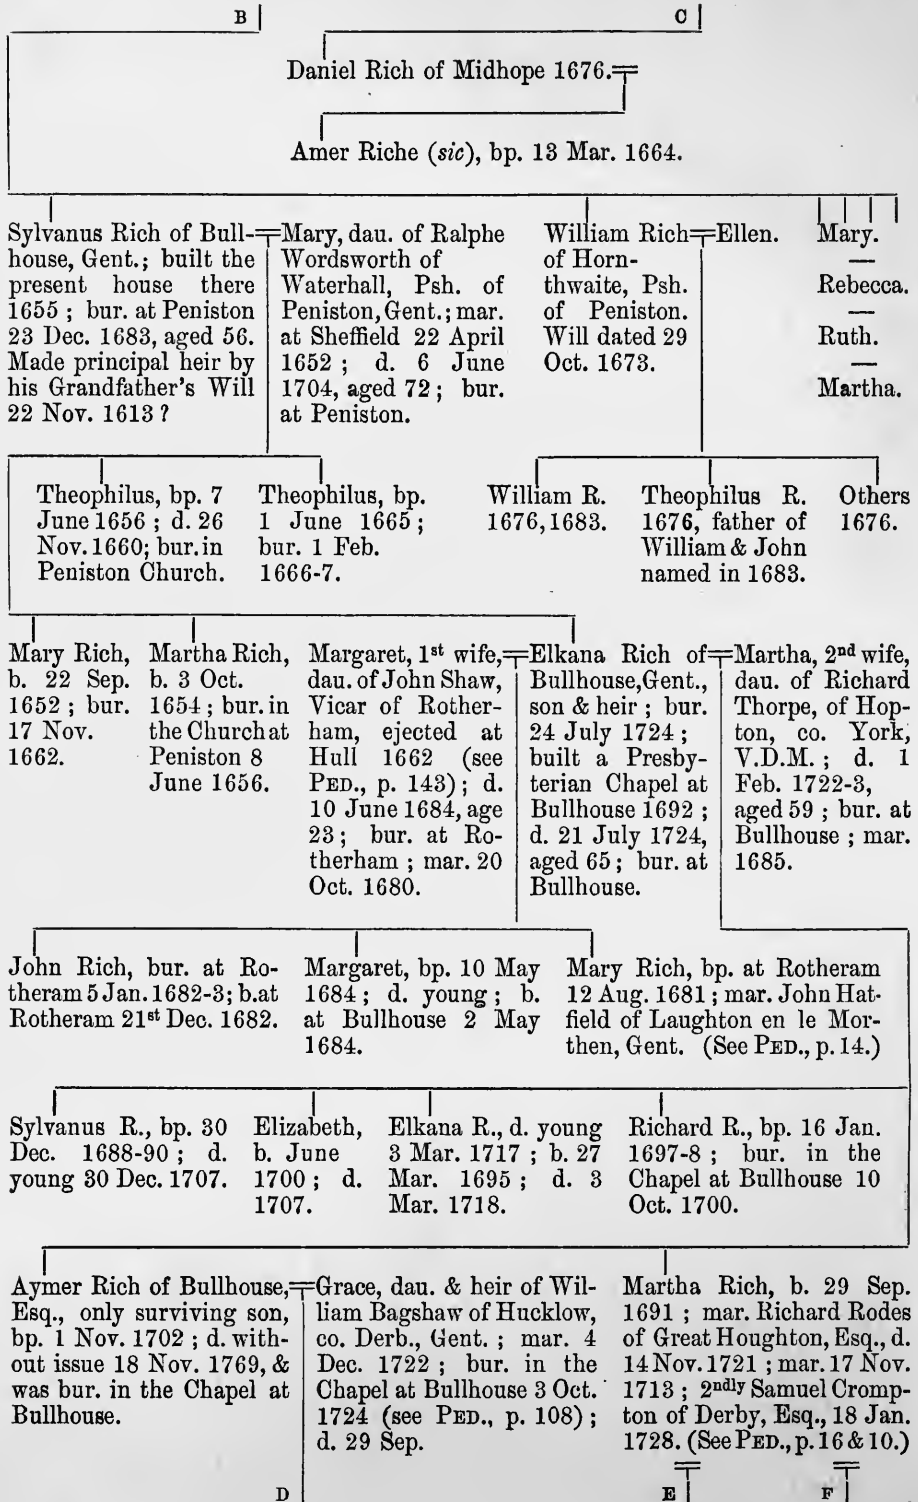 B C
Daniel Rich of Midhope 1676.
Amer Riche (sic), bp. 13 Mar. 1664.
Sylvanus Rich of Bull-
house, Gent.; built the
present house there
1655 ; bur. at Peniston
23 Dec. 1683, aged 56.
Made principal heir by
his Grandfather's Will
22 Nov. 1613 ?
Mary, dau. of Ralphe
Wordsworth of
Waterhall, Psh. of
Peniston, Gent.; mar.
at Sheffield 22 April
1652 ; d. 6 June
1704, aged 72 ; bur.
at Peniston.
William Rich
of Horn-
thwaite, Psh.
of Peniston.
Will dated 29
Oct. 1673.
Ellen.
Mary.
—
Rebecca.
—
Ruth.
—
Martha.
Theophilus, bp. 7
June 1656 ; d. 26
Nov. 1660; bur. in
Peniston Church.
Theophilus, bp.
1 June 1665 ;
bur. 1 Feb.
1666-7.
William R.
1676, 1683.
Theophilus R.
1676, father of
William & John
named in 1683.
Others
1676.
Mary Rich,
b. 22 Sep.
1652 ; bur.
17 Nov.
1662.
Martha Rich,
b. 3 Oct.
1654 ; bur. in
the Church at
Peniston 8
June 1656.
Margaret, 1st wife,
dau. of John Shaw,
Vicar of Rother-
ham, ejected at
Hull 1662 (see
PED., p. 143) ; d.
10 June 1684, age
23 ; bur. at Ro-
therham ; mar. 20
Oct. 1680.
Elkana Rich of
Bullhouse, Gent.,
son & heir ; bur.
24 July 1724 ;
built a Presby-
terian Chapel at
Bullhouse 1692 ;
d. 21 July 1724,
aged 65 ; bur. at
Bullhouse.
Martha, 2nd wife,
dau. of Richard
Thorpe, of Hop-
ton, co. York,
V.D.M. ; d. 1
Feb. 1722-3,
aged 59 ; bur. at
Bullhouse ; mar.
1685.
John Rich, bur. at Ro-
theram 5 Jan. 1682-3; b. at
Rotheram 21st Dec. 1682.
Margaret, bp. 10 May
1684 ; d. young ; b.
at Bullhouse 2 May
1684.
Mary Rich, bp. at Rotheram
12 Aug. 1681 ; mar. John Hat-
field of Laughton en le Mor-
then, Gent. (See PED., p. 14.)
Sylvanus R., bp. 30
Dec. 1688-90 ; d.
young 30 Dec. 1707.
Elizabeth,
b. June
1700 ; d.
1707.
Elkana R., d. young
3 Mar. 1717 ; b. 27
Mar. 1695 ; d. 3
Mar. 1718.
Richard R., bp. 16 Jan.
1697-8 ; bur. in the
Chapel at Bullhouse 10
Oct. 1700.
Aymer Rich of Bullhouse,
Esq., only surviving son,
bp. 1 Nov. 1702 ; d. with-
out issue 18 Nov. 1769, &
was bur. in the Chapel at
Bullhouse.
Grace, dau. & heir of Wil-
liam Bagshaw of Hucklow,
co. Derb., Gent. ; mar. 4
Dec. 1722 ; bur. in the
Chapel at Bullhouse 3 Oct.
1724 (see PED., p. 108) ;
d. 29 Sep.
Martha Rich, b. 29 Sep.
1691 ; mar. Richard Rodes
of Great Houghton, Esq., d.
14 Nov. 1721 ; mar. 17 Nov.
1713 ; 2ndly Samuel Cromp-
ton of Derby, Esq., 18 Jan.
1728. (See PED., p. 16 & 10.)
D E F